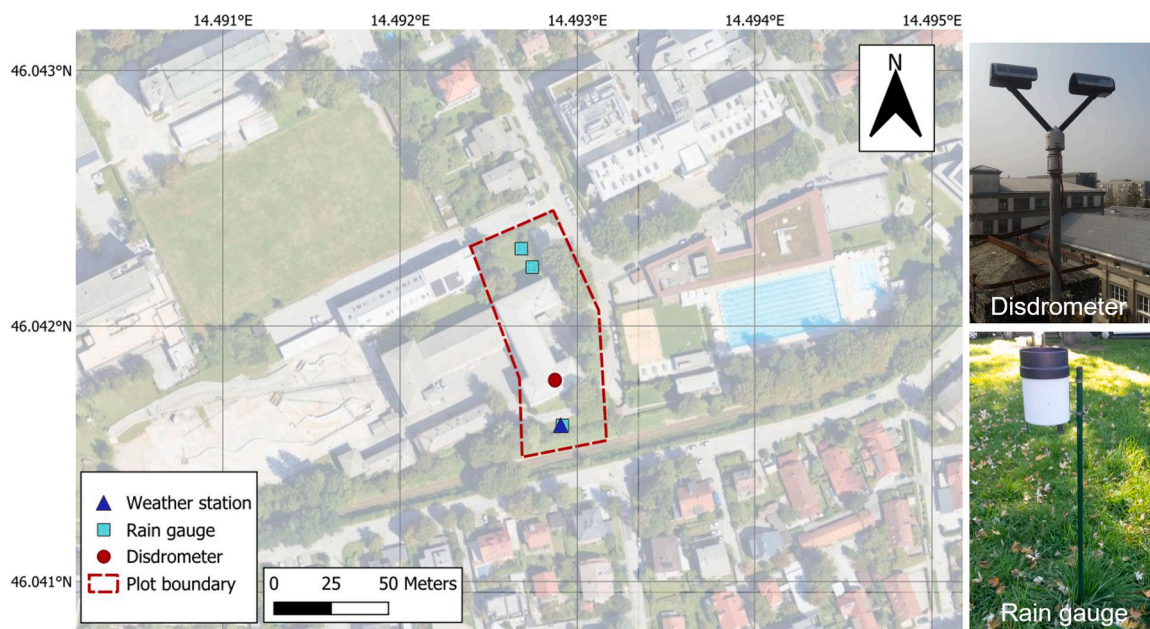 14.491°E 14.492°E 14.493°E 14.494°E 14.495°E
46.043°N
N
Disdrometer
46.042°N
Weather station
Rain gauge
Disdrometer
Plot boundary
46.041°N
0 25 50 Meters
Rain gauge